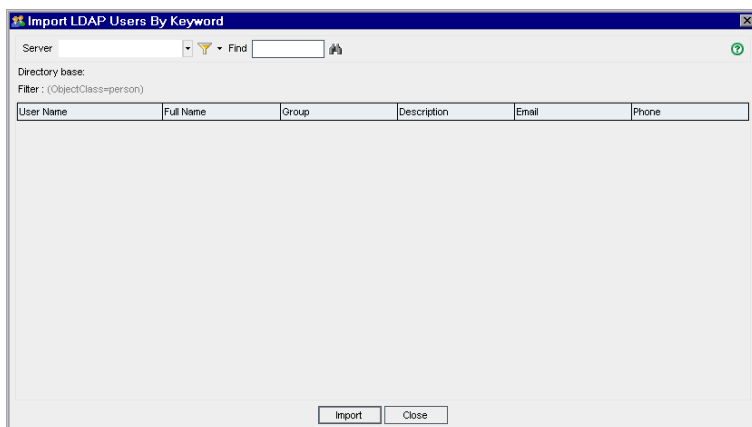 Import LDAP Users By Keyword
Server Find
Directory base:
Filter : (ObjectClass=person)
User Name Full Name Group Description Email Phone
Import Close